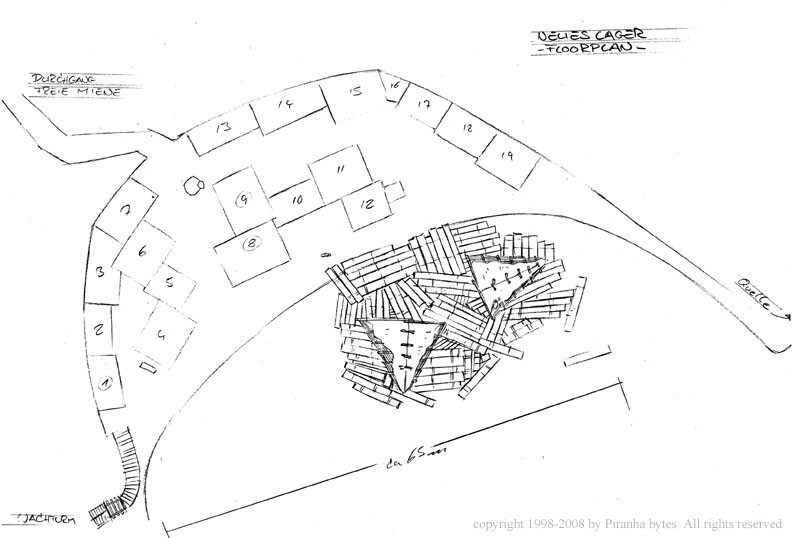 NEUES LAGER
-FLOORPLAN-
DURCHGANG
FREIE MIENE
13
14
15
16
17
18
19
7
6
5
4
3
2
1
9
8
10
11
12
Quelle
ca 65m
WACHTURM
copyright 1998-2008 by Piranha bytes All rights reserved